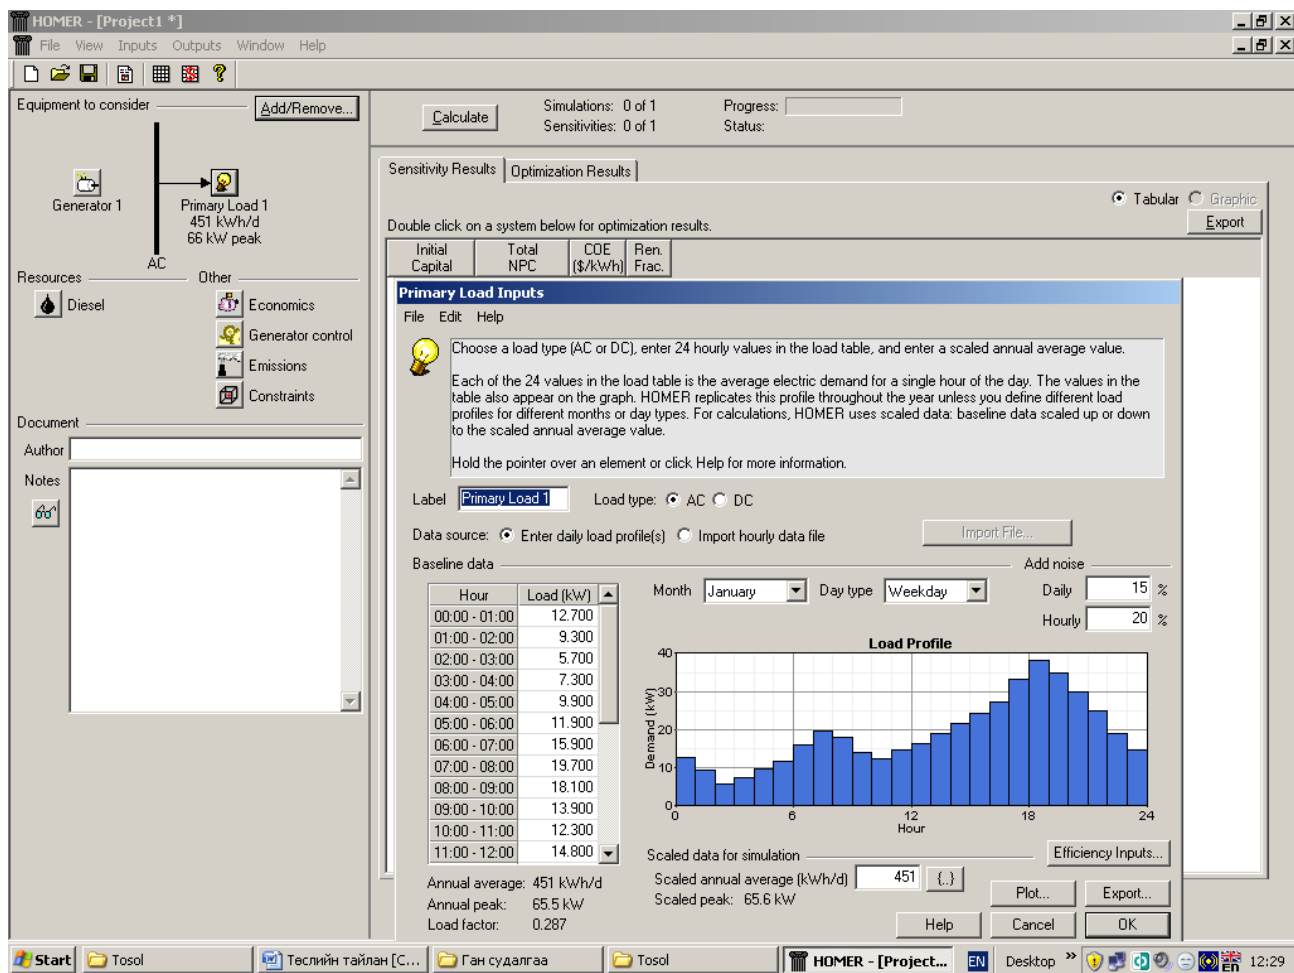 HOMER - [Project1 *]
File View Inputs Outputs Window Help
Equipment to consider
Add/Remove...
Generator 1
Primary Load 1
451 kWh/d
66 kW peak
AC
Resources
Other
Diesel
Economics
Generator control
Emissions
Constraints
Document
Author
Notes
Calculate
Simulations: 0 of 1
Progress:
Sensitivities: 0 of 1
Status:
Sensitivity Results
Optimization Results
Tabular
Graphic
Double click on a system below for optimization results.
Export
Initial Capital
Total NPC
COE ($/kWh)
Ren. Frac.
Primary Load Inputs
File Edit Help
Choose a load type (AC or DC), enter 24 hourly values in the load table, and enter a scaled annual average value.
Each of the 24 values in the load table is the average electric demand for a single hour of the day. The values in the
table also appear on the graph. HOMER replicates this profile throughout the year unless you define different load
profiles for different months or day types. For calculations, HOMER uses scaled data: baseline data scaled up or down
to the scaled annual average value.
Hold the pointer over an element or click Help for more information.
Label Primary Load 1 Load type: AC DC
Data source: Enter daily load profile(s) Import hourly data file Import File...
Baseline data
Add noise
Hour Load (kW)
00:00 - 01:00 12.700
01:00 - 02:00 9.300
02:00 - 03:00 5.700
03:00 - 04:00 7.300
04:00 - 05:00 9.900
05:00 - 06:00 11.900
06:00 - 07:00 15.900
07:00 - 08:00 19.700
08:00 - 09:00 18.100
09:00 - 10:00 13.900
10:00 - 11:00 12.300
11:00 - 12:00 14.800
Month January Day type Weekday
Daily 15 %
Hourly 20 %
Load Profile
Demand (kW)
40
30
20
10
0
0 6 12 18 24
Hour
Annual average: 451 kWh/d
Annual peak: 65.5 kW
Load factor: 0.287
Scaled data for simulation
Efficiency Inputs...
Scaled annual average (kWh/d) 451 {..}
Scaled peak: 65.6 kW
Plot...
Export...
Help
Cancel
OK
Start
Tosol
Төслийн тайлан [C...
Ган судалгаа
Tosol
HOMER - [Project...
EN
Desktop »
12:29